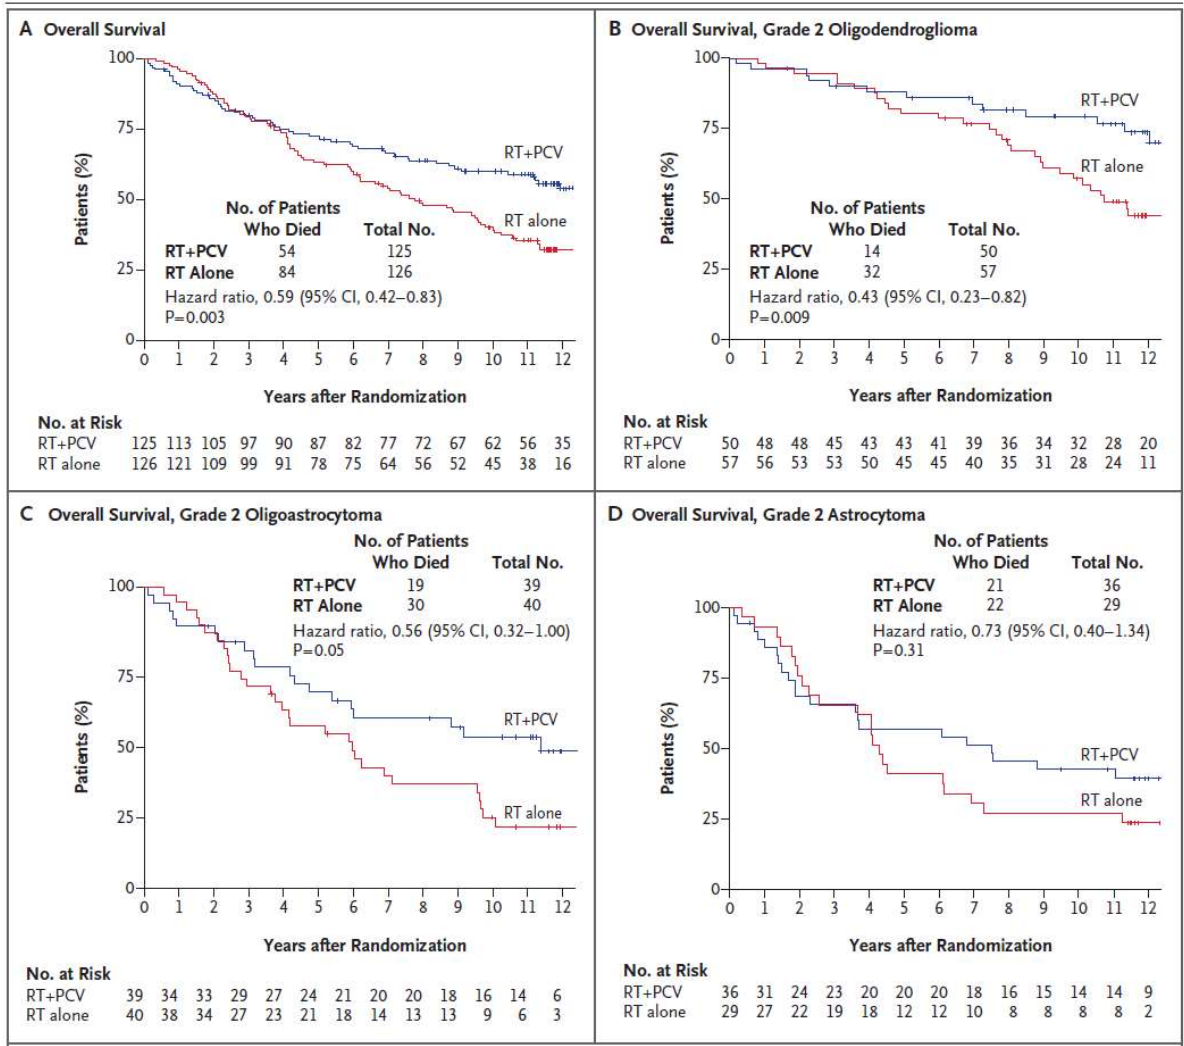 A Overall Survival
100
75
50
25
0
Patients (%)
RT+PCV
RT alone
No. of Patients
Who Died Total No.
RT+PCV 54 125
RT Alone 84 126
Hazard ratio, 0.59 (95% CI, 0.42–0.83)
P=0.003
0 1 2 3 4 5 6 7 8 9 10 11 12
Years after Randomization
No. at Risk
RT+PCV 125 113 105 97 90 87 82 77 72 67 62 56 35
RT alone 126 121 109 99 91 78 75 64 56 52 45 38 16
B Overall Survival, Grade 2 Oligodendroglioma
100
75
50
25
0
Patients (%)
RT+PCV
RT alone
No. of Patients
Who Died Total No.
RT+PCV 14 50
RT Alone 32 57
Hazard ratio, 0.43 (95% CI, 0.23–0.82)
P=0.009
0 1 2 3 4 5 6 7 8 9 10 11 12
Years after Randomization
No. at Risk
RT+PCV 50 48 48 45 43 43 41 39 36 34 32 28 20
RT alone 57 56 53 53 50 45 45 40 35 31 28 24 11
C Overall Survival, Grade 2 Oligoastrocytoma
No. of Patients
Who Died Total No.
RT+PCV 19 39
RT Alone 30 40
Hazard ratio, 0.56 (95% CI, 0.32–1.00)
P=0.05
100
75
50
25
0
Patients (%)
RT+PCV
RT alone
0 1 2 3 4 5 6 7 8 9 10 11 12
Years after Randomization
No. at Risk
RT+PCV 39 34 33 29 27 24 21 20 20 18 16 14 6
RT alone 40 38 34 27 23 21 18 14 13 13 9 6 3
D Overall Survival, Grade 2 Astrocytoma
No. of Patients
Who Died Total No.
RT+PCV 21 36
RT Alone 22 29
Hazard ratio, 0.73 (95% CI, 0.40–1.34)
P=0.31
100
75
50
25
0
Patients (%)
RT+PCV
RT alone
0 1 2 3 4 5 6 7 8 9 10 11 12
Years after Randomization
No. at Risk
RT+PCV 36 31 24 23 20 20 20 18 16 15 14 14 9
RT alone 29 27 22 19 18 12 12 10 8 8 8 8 2